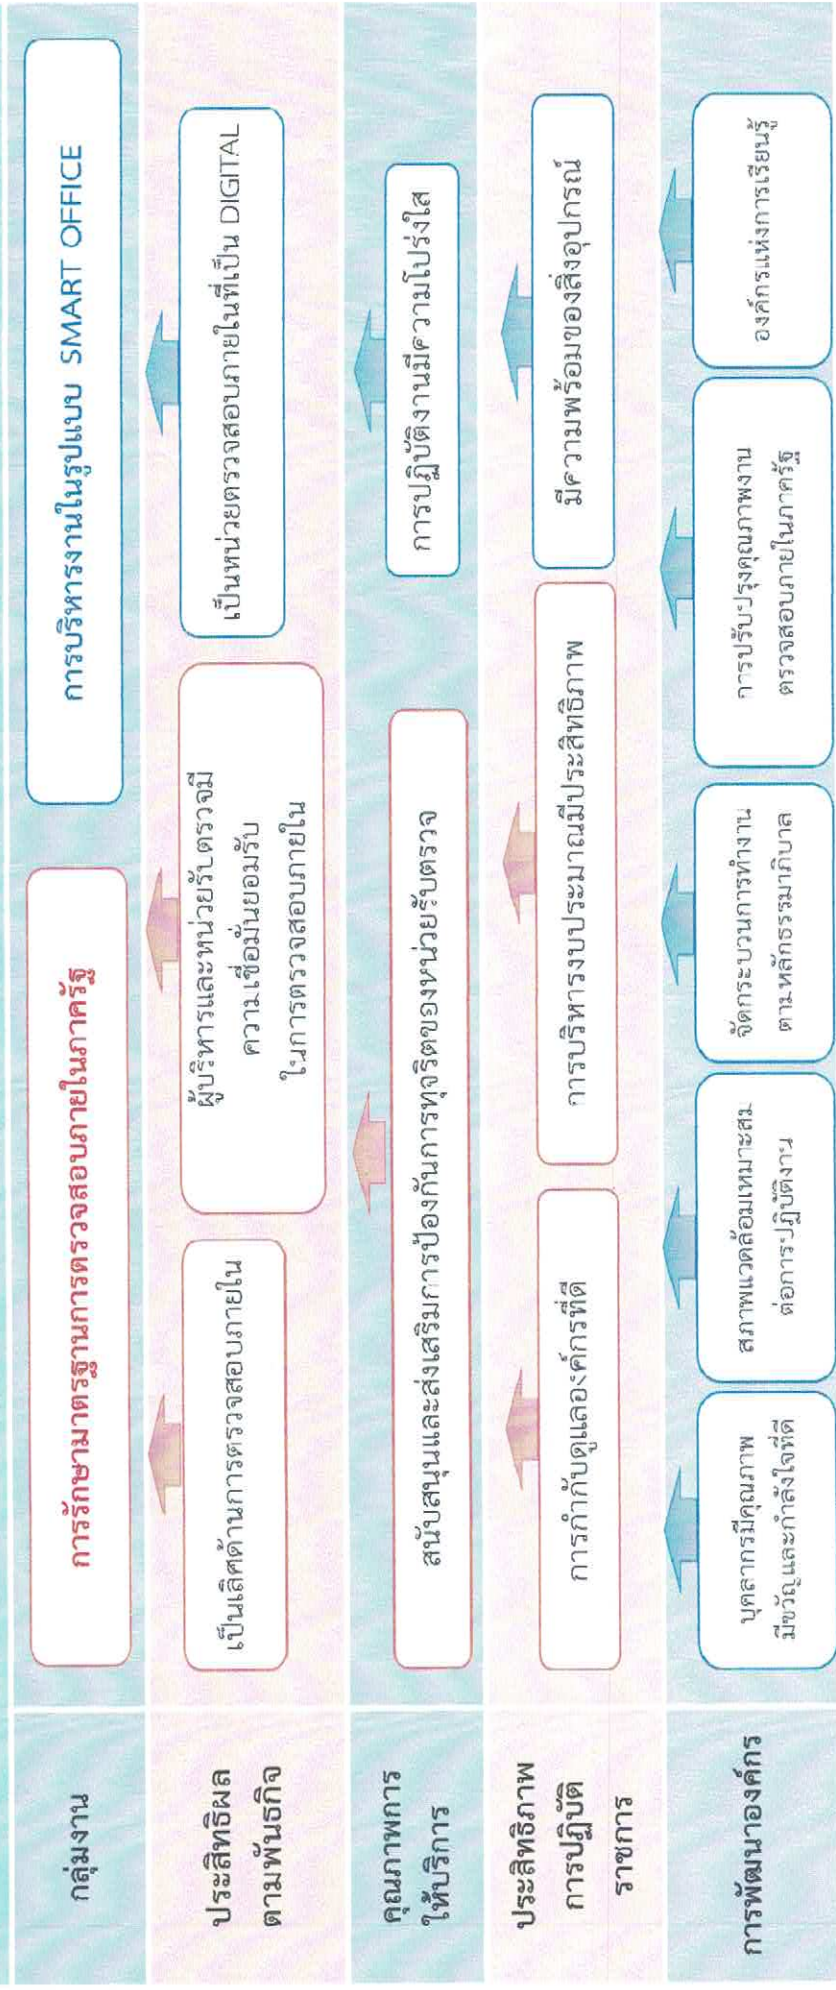 กลุ่มงาน
การรักษามาตรฐานการตรวจสอบภายในภาครัฐ
การบริหารงานในรูปแบบ SMART OFFICE
ประสิทธิผล
ตามพันธกิจ
เป็นเลิศด้านการตรวจสอบภายใน
ผู้บริหารและหน่วยรับตรวจมี
ความเชื่อมั่นยอมรับ
ในการตรวจสอบภายใน
เป็นหน่วยตรวจสอบภายในที่เป็น DIGITAL
คุณภาพการ
ให้บริการ
สนับสนุนและส่งเสริมการป้องกันการทุจริตของหน่วยรับตรวจ
การปฏิบัติงานมีความโปร่งใส
ประสิทธิภาพ
การปฏิบัติ
ราชการ
การกำกับดูแลองค์กรที่ดี
การบริหารงบประมาณมีประสิทธิภาพ
มีความพร้อมของสิ่งอุปกรณ์
การพัฒนาองค์กร
บุคลากรมีคุณภาพ
มีขวัญและกำลังใจที่ดี
สภาพแวดล้อมเหมาะสม
ต่อการปฏิบัติงาน
จัดกระบวนการทำงาน
ตามหลักธรรมาภิบาล
การปรับปรุงคุณภาพงาน
ตรวจสอบภายในภาครัฐ
องค์กรแห่งการเรียนรู้